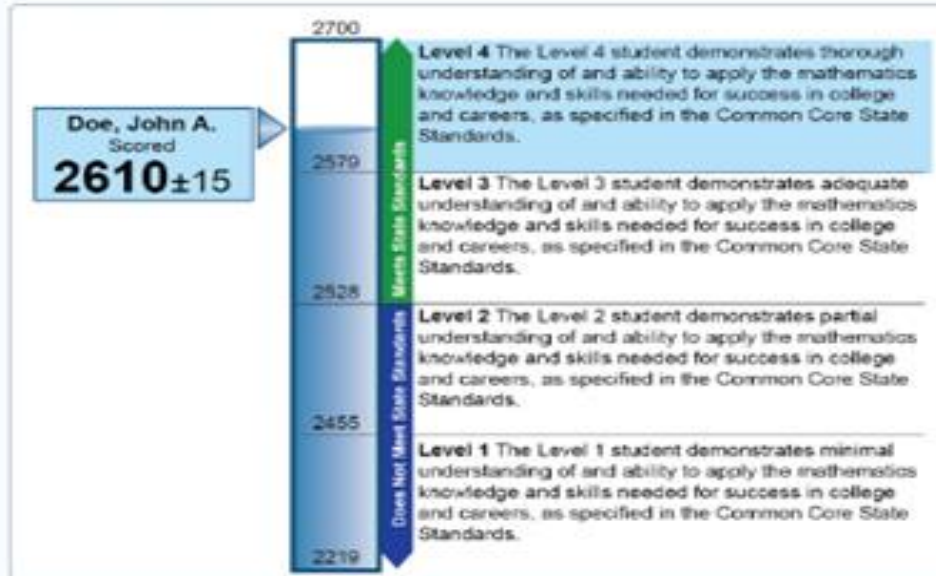 2700
Level 4 The Level 4 student demonstrates thorough
understanding of and ability to apply the mathematics
knowledge and skills needed for success in college
and careers, as specified in the Common Core State
Standards.
Doe, John A.
Scored
2610±15
2579
Level 3 The Level 3 student demonstrates adequate
understanding of and ability to apply the mathematics
knowledge and skills needed for success in college
and careers, as specified in the Common Core State
Standards.
Meets State Standards
2528
Level 2 The Level 2 student demonstrates partial
understanding of and ability to apply the mathematics
knowledge and skills needed for success in college
and careers, as specified in the Common Core State
Standards.
2455
Does Not Meet State Standards
Level 1 The Level 1 student demonstrates minimal
understanding of and ability to apply the mathematics
knowledge and skills needed for success in college
and careers, as specified in the Common Core State
Standards.
2219